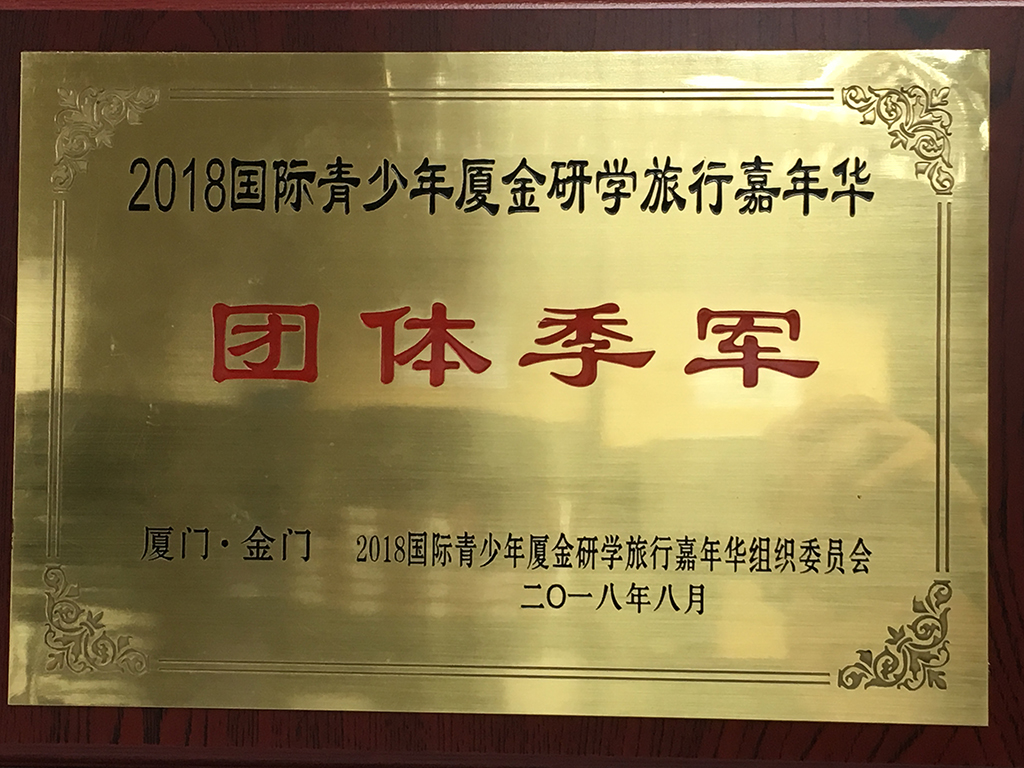 2018国际青少年厦金研学旅行嘉年华
团体季军
厦门·金门 2018国际青少年厦金研学旅行嘉年华组织委员会
二〇一八年八月